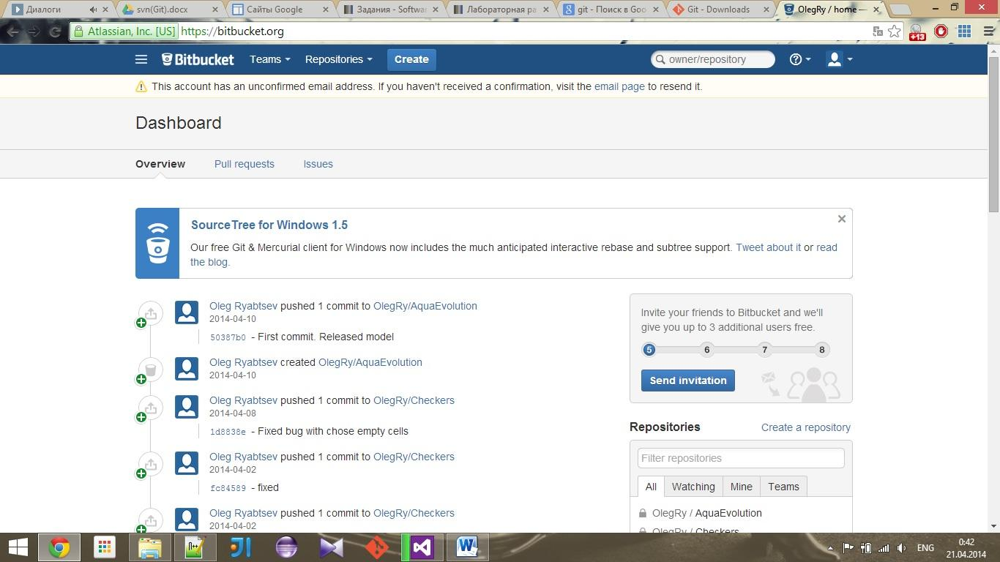 Диалоги
svn(Git).docx
Сайты Google
Задания - Softwa
Лабораторная ра
git - Поиск в Goo
Git - Downloads
OlegRy / home —
Atlassian, Inc. [US] https://bitbucket.org
+13
Bitbucket Teams Repositories Create owner/repository
This account has an unconfirmed email address. If you haven't received a confirmation, visit the email page to resend it.
Dashboard
Overview Pull requests Issues
SourceTree for Windows 1.5
Our free Git & Mercurial client for Windows now includes the much anticipated interactive rebase and subtree support. Tweet about it or read
the blog.
Oleg Ryabtsev pushed 1 commit to OlegRy/AquaEvolution
2014-04-10
50387b0 - First commit. Released model
Oleg Ryabtsev created OlegRy/AquaEvolution
2014-04-10
Oleg Ryabtsev pushed 1 commit to OlegRy/Checkers
2014-04-08
1d8838e - Fixed bug with chose empty cells
Oleg Ryabtsev pushed 1 commit to OlegRy/Checkers
2014-04-02
fc84589 - fixed
Oleg Ryabtsev pushed 1 commit to OlegRy/Checkers
2014-04-02
Invite your friends to Bitbucket and we'll
give you up to 3 additional users free.
5 6 7 8
Send invitation
Repositories Create a repository
Filter repositories
All Watching Mine Teams
OlegRy / AquaEvolution
OlegRy / Checkers
ENG
0:42
21.04.2014